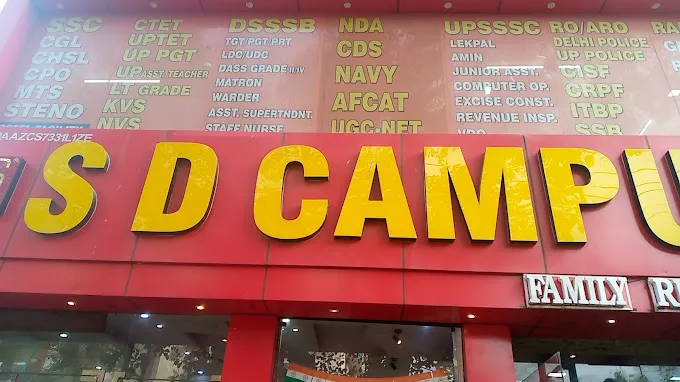 SSC
CGL
CHSL
CPO
MTS
STENO
CTET
UPTET
UP PGT
UP ASST. TEACHER
LT GRADE
KVS
NVS
DSSSB
TGT/PGT/PRT
LDC/UDC
DASS GRADE II/IV
MATRON
WARDER
ASST. SUPERTNDNT
STAFF NURSE
NDA
CDS
NAVY
AFCAT
UGC-NET
UPSSSC
LEKPAL
AMIN
JUNIOR ASST.
COMPUTER OP.
EXCISE CONST.
REVENUE INSP.
VDO
RO/ARO
DELHI POLICE
UP POLICE
CISF
CRPF
ITBP
SSB
S D CAMPU
FAMILY